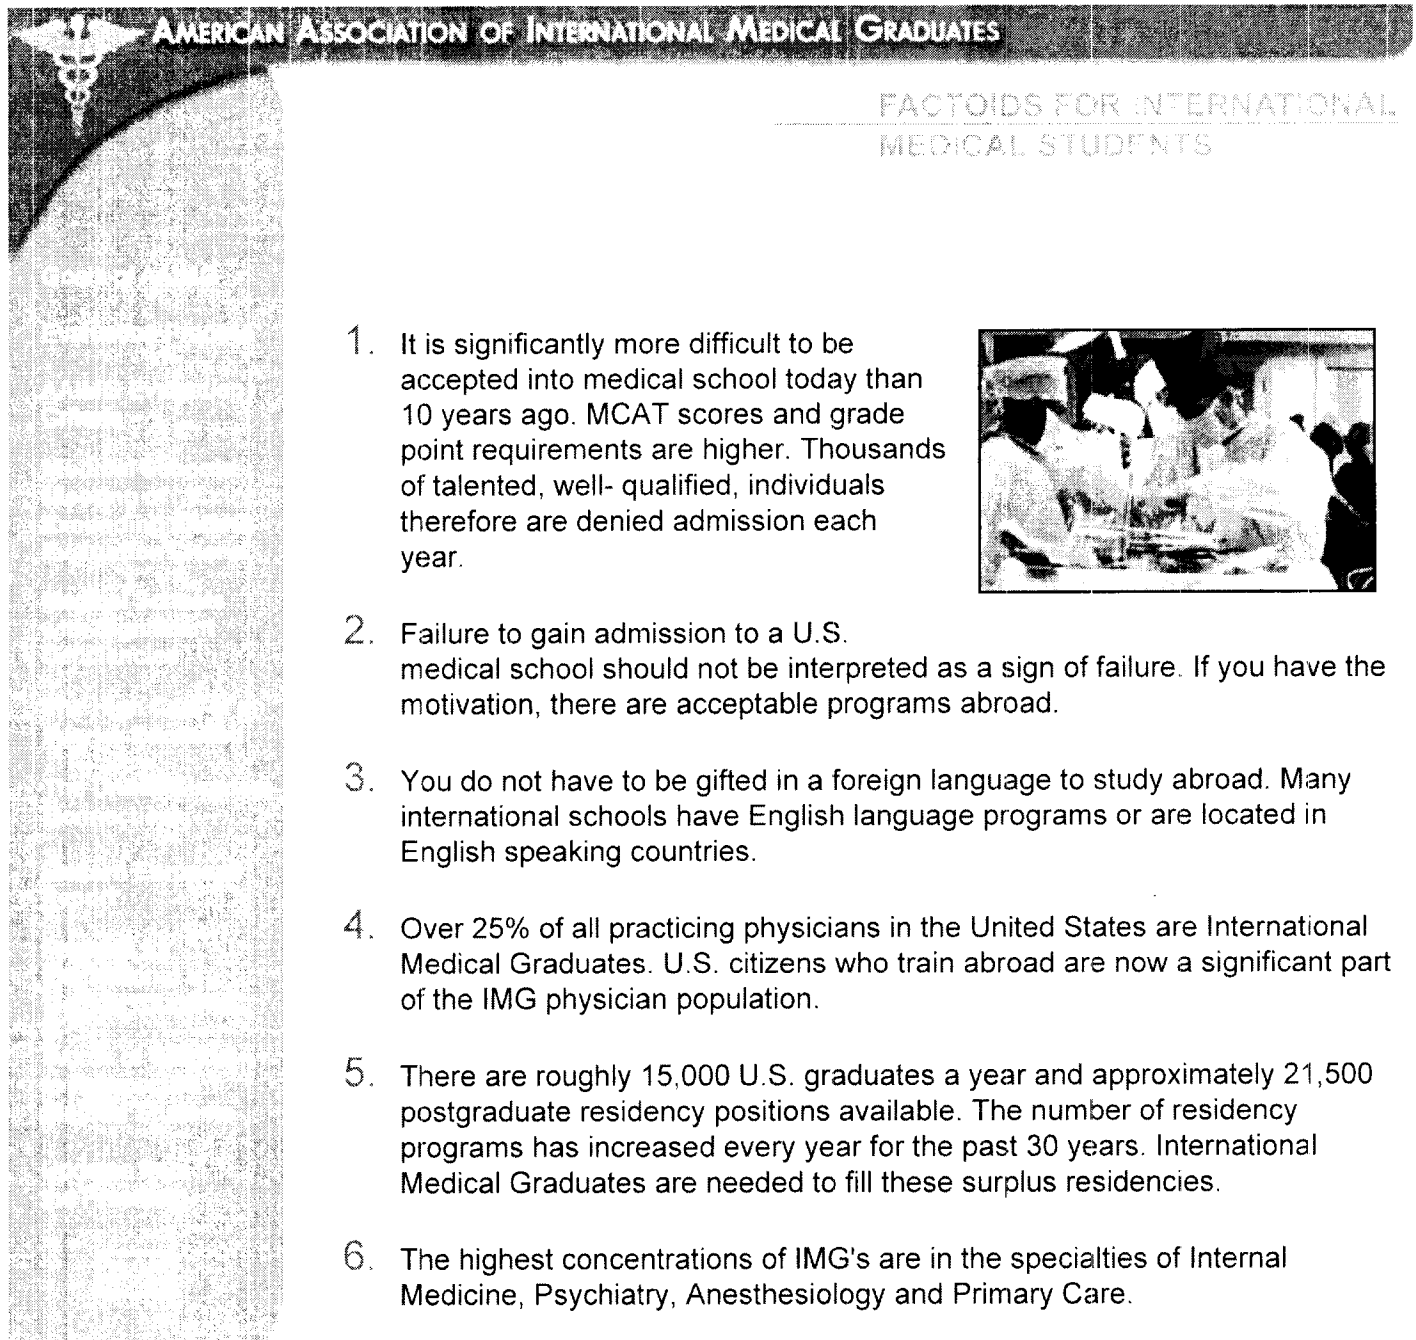 AMERICAN ASSOCIATION OF INTERNATIONAL MEDICAL GRADUATES
FACTOIDS FOR INTERNATIONAL
MEDICAL STUDENTS
1. It is significantly more difficult to be
accepted into medical school today than
10 years ago. MCAT scores and grade
point requirements are higher. Thousands
of talented, well- qualified, individuals
therefore are denied admission each
year.
2. Failure to gain admission to a U.S.
medical school should not be interpreted as a sign of failure. If you have the
motivation, there are acceptable programs abroad.
3. You do not have to be gifted in a foreign language to study abroad. Many
international schools have English language programs or are located in
English speaking countries.
4. Over 25% of all practicing physicians in the United States are International
Medical Graduates. U.S. citizens who train abroad are now a significant part
of the IMG physician population.
5. There are roughly 15,000 U.S. graduates a year and approximately 21,500
postgraduate residency positions available. The number of residency
programs has increased every year for the past 30 years. International
Medical Graduates are needed to fill these surplus residencies.
6. The highest concentrations of IMG's are in the specialties of Internal
Medicine, Psychiatry, Anesthesiology and Primary Care.